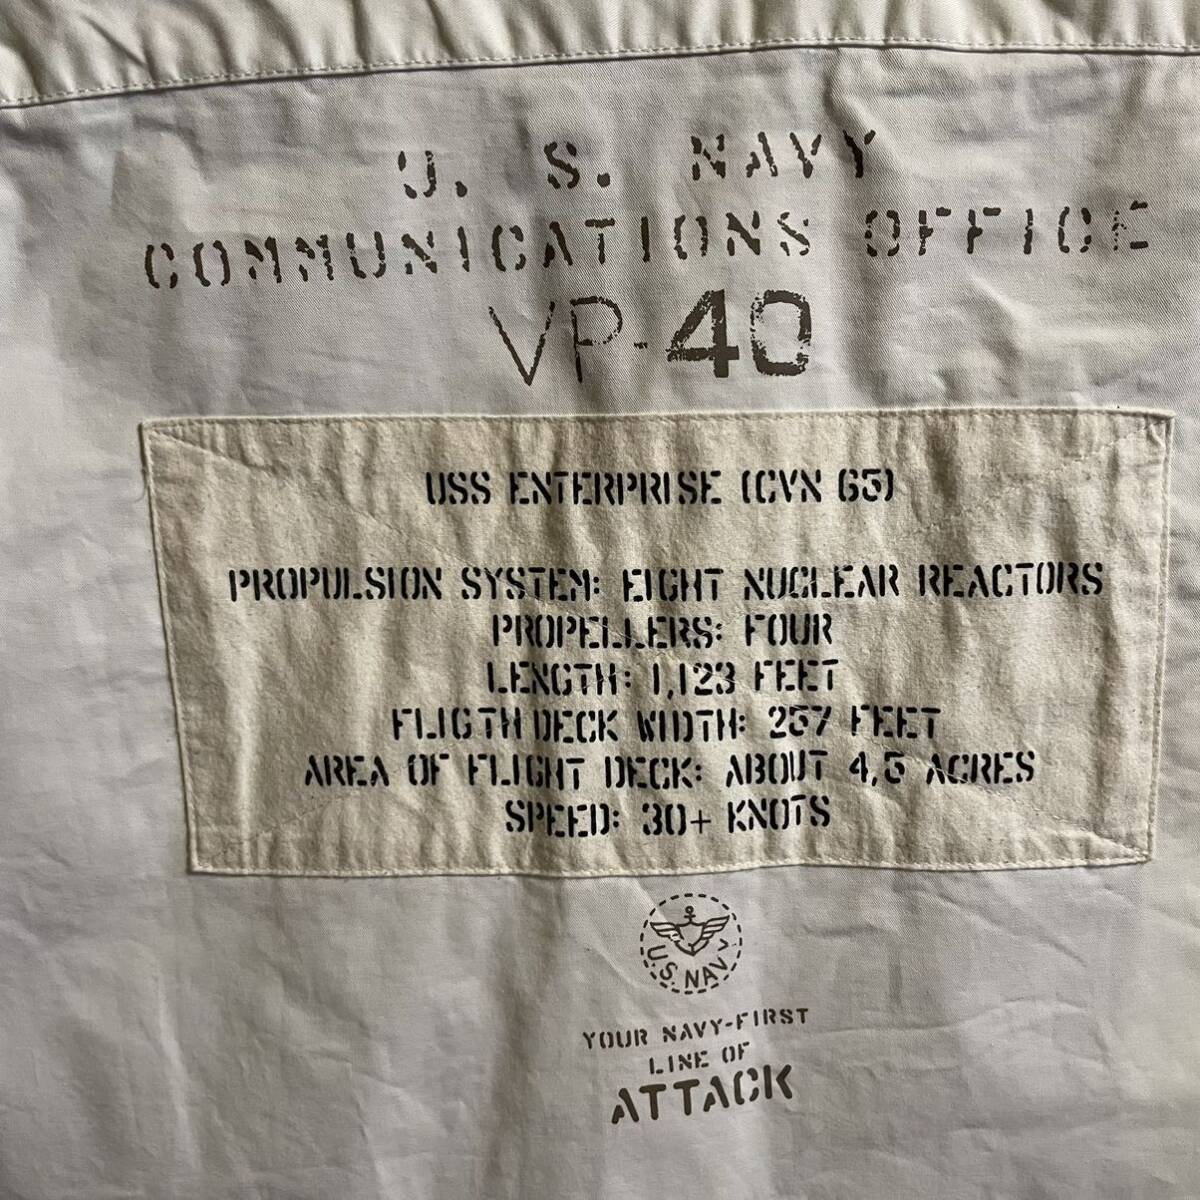 U. S. NAVY
COMMUNICATIONS OFFICE
VP-40
USS ENTERPRISE (CVN 65)
PROPULSION SYSTEM: EIGHT NUCLEAR REACTORS
PROPELLERS: FOUR
LENGTH: 1,123 FEET
FLIGTH DECK WIDTH: 257 FEET
AREA OF FLIGHT DECK: ABOUT 4,5 ACRES
SPEED: 30+ KNOTS
U.S. NAVY
YOUR NAVY-FIRST
LINE OF
ATTACK